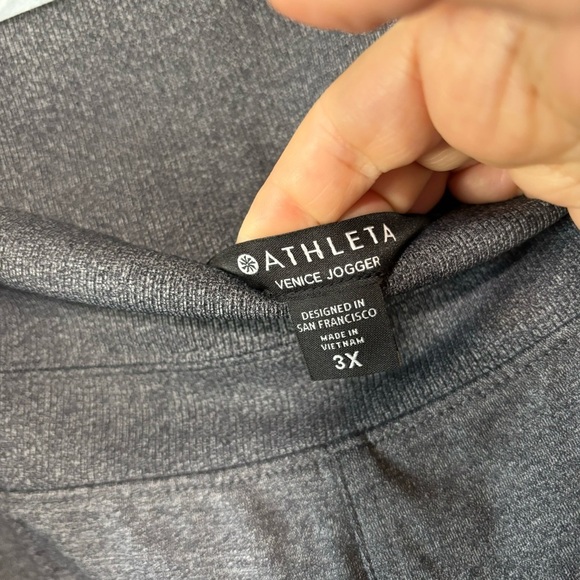 ATHLETA
VENICE JOGGER
DESIGNED IN
SAN FRANCISCO
MADE IN
VIETNAM
3X